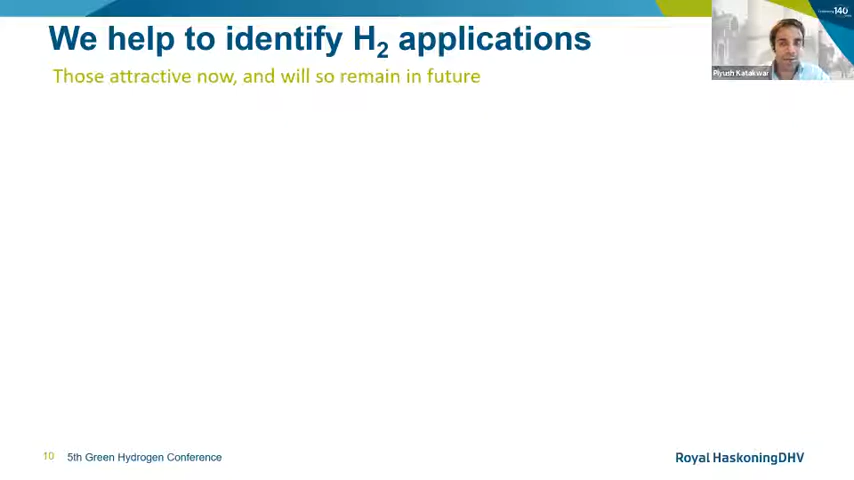 We help to identify H2 applications
Those attractive now, and will so remain in future
140
Piyush Katakwar
10 5th Green Hydrogen Conference
Royal HaskoningDHV